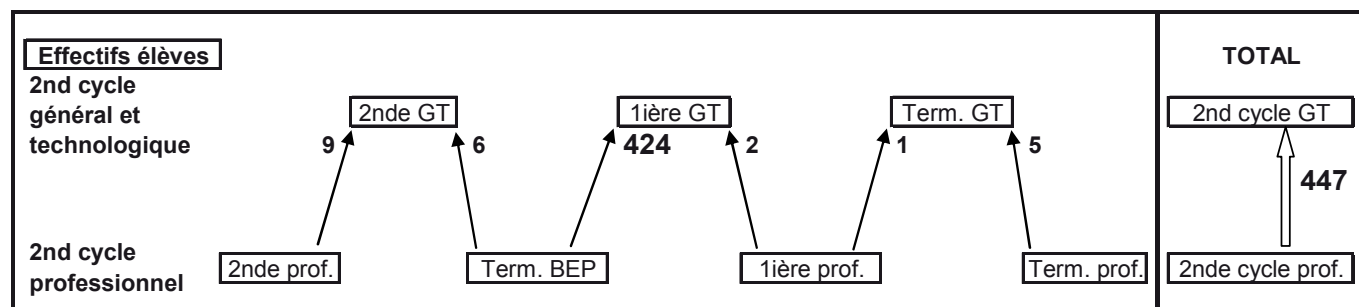 Effectifs élèves
TOTAL
2nd cycle
général et
technologique
2nde GT
1ière GT
Term. GT
2nd cycle GT
9
6
424
2
1
5
447
2nd cycle
professionnel
2nde prof.
Term. BEP
1ière prof.
Term. prof.
2nde cycle prof.